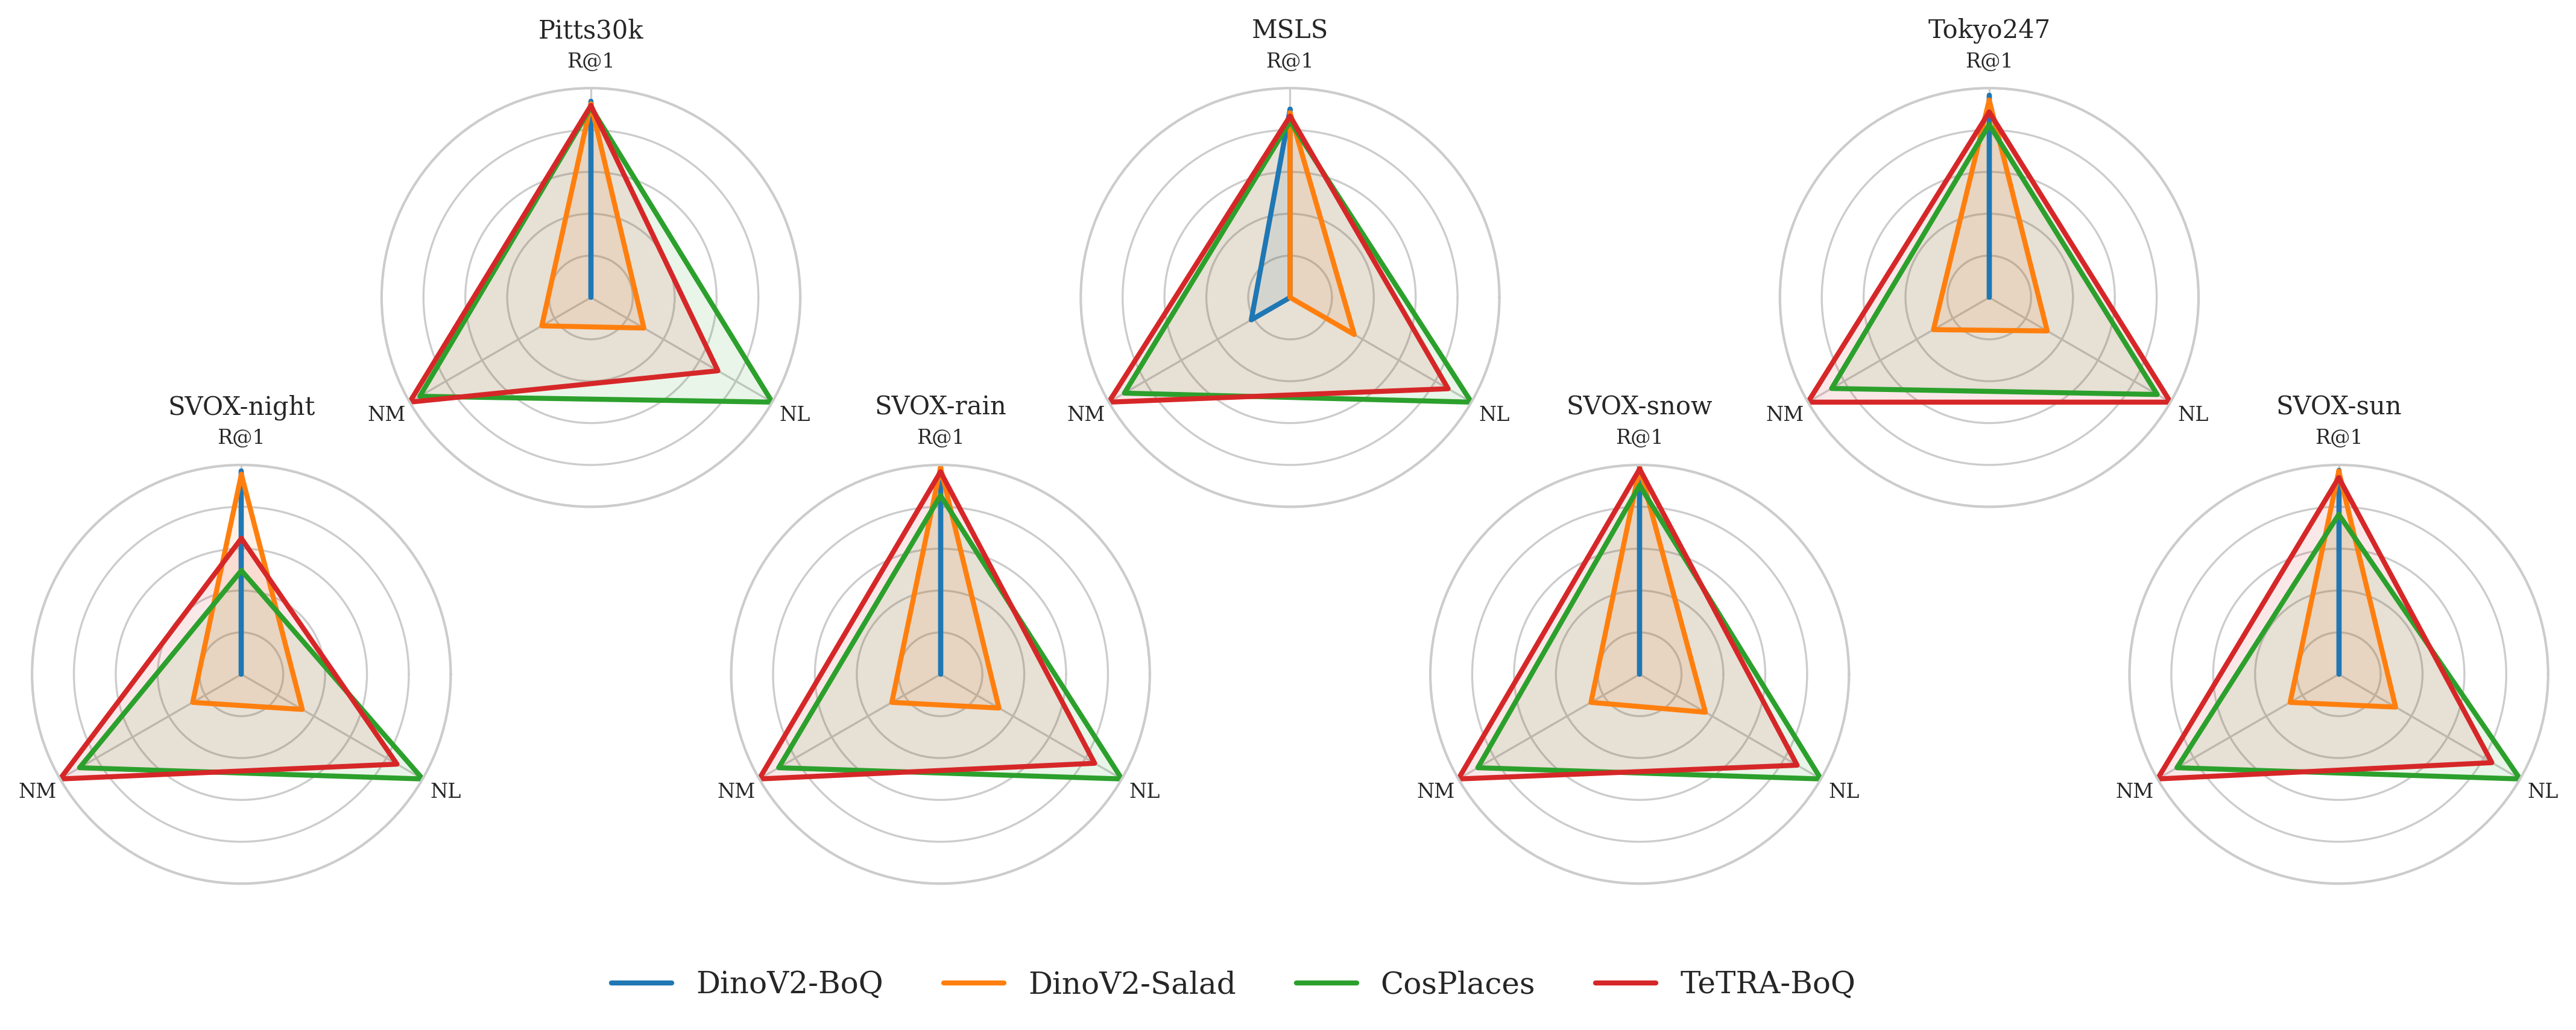 Pitts30k
R@1
NM
NL
MSLS
R@1
NM
NL
Tokyo247
R@1
NM
NL
SVOX-night
R@1
NM
NL
SVOX-rain
R@1
NM
NL
SVOX-snow
R@1
NM
NL
SVOX-sun
R@1
NM
NL
DinoV2-BoQ
DinoV2-Salad
CosPlaces
TeTRA-BoQ